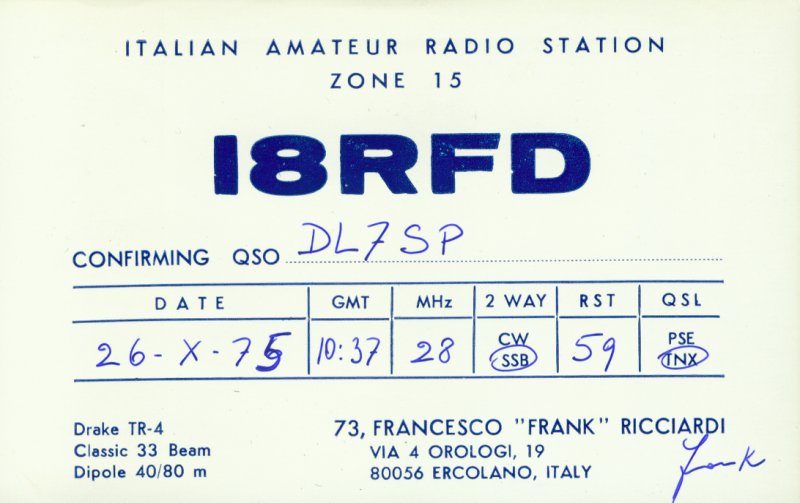 ITALIAN AMATEUR RADIO STATION
ZONE 15
I8RFD
CONFIRMING QSO DL7SP
DATE GMT MHz 2 WAY RST QSL
26-X-75 10:37 28 CW SSB 59 PSE TNX
Drake TR-4
Classic 33 Beam
Dipole 40/80 m
73, FRANCESCO "FRANK" RICCIARDI
VIA 4 OROLOGI, 19
80056 ERCOLANO, ITALY
Frank